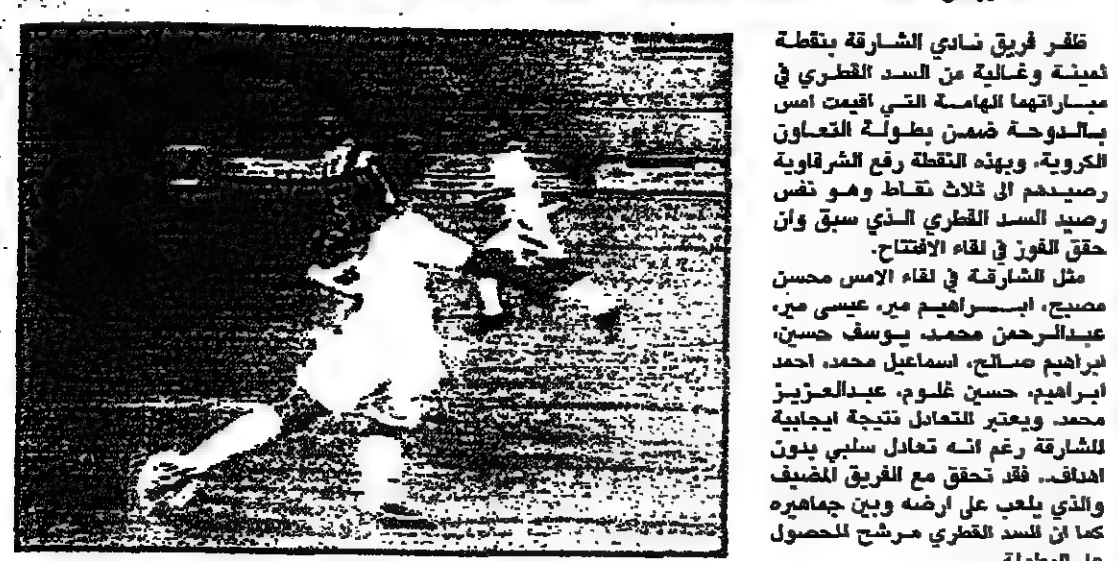 ظفر فريق نادي الشارقة بنقطة
ثمينة وغالية من السد القطري في
مباراتهما الهامة التي اقيمت امس
بالدوحة ضمن بطولة التعاون
الكروية، وبهذه النقطة رفع الشرقاوية
رصيدهم الى ثلاث نقاط وهو نفس
رصيد السد القطري الذي سبق وان
حقق الفوز في لقاء الافتتاح.
مثل الشارقة في لقاء الامس محسن
مصبح، ابراهيم مير، عيسى مير،
عبدالرحمن محمد، يوسف حسين،
ابراهيم صالح، اسماعيل محمد، احمد
ابراهيم، حسين غلوم، عبدالعزيز
محمد. ويعتبر التعادل نتيجة ايجابية
للشارقة رغم انه تعادل سلبي بدون
اهداف.. فقد تحقق مع الفريق المضيف
والذي يلعب على ارضه وبين جماهيره
كما ان السد القطري مرشح للحصول